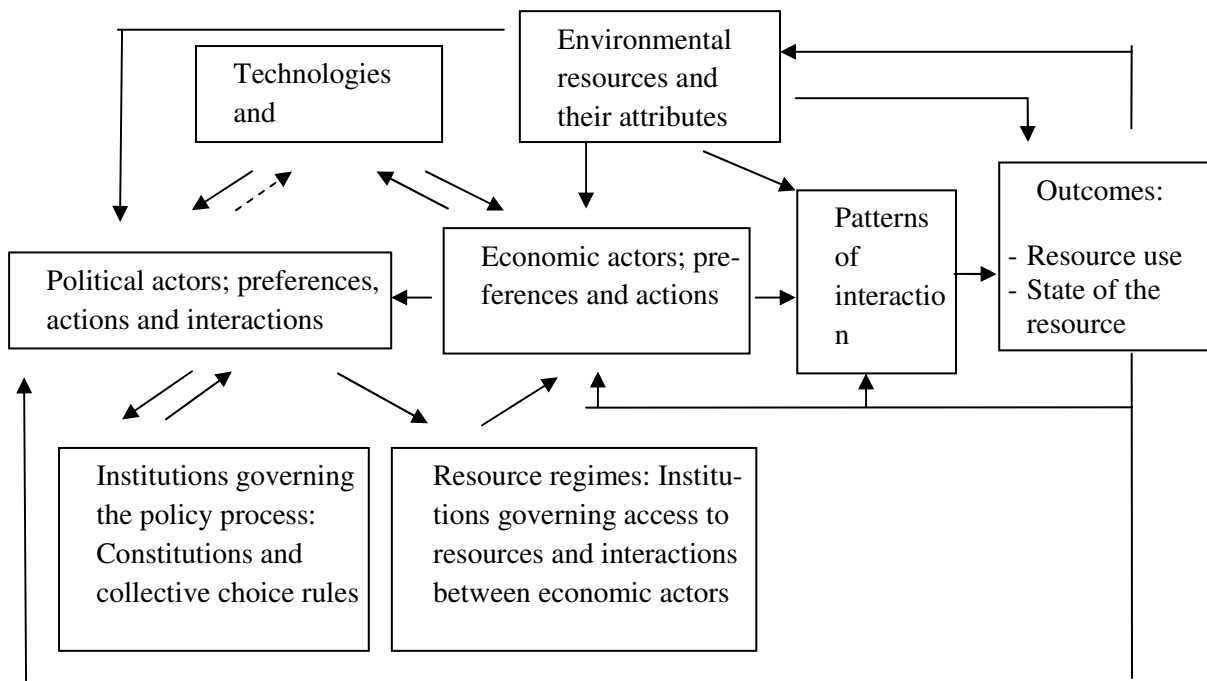 Environmental
resources and
their attributes
Technologies
and
Outcomes:
- Resource use
- State of the
resource
Patterns
of
interactio
n
Economic actors; pre-
ferences and actions
Political actors; preferences,
actions and interactions
Institutions governing
the policy process:
Constitutions and
collective choice rules
Resource regimes: Institu-
tions governing access to
resources and interactions
between economic actors